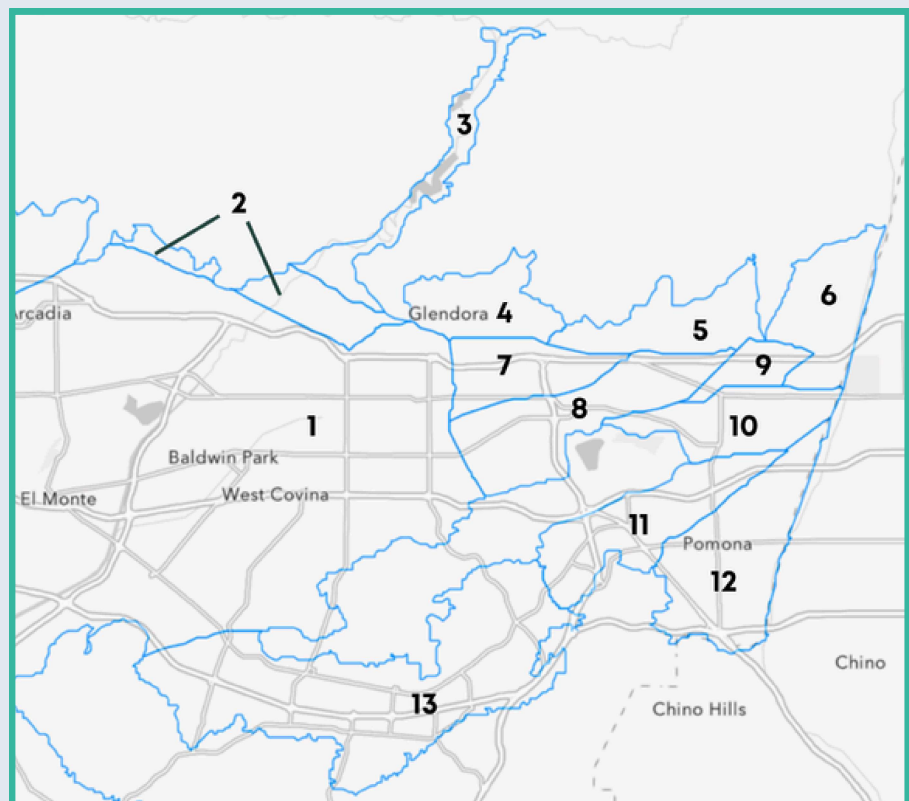 3
2
6
Arcadia
Glendora 4
5
7
9
8
1
10
Baldwin Park
El Monte
West Covina
11
Pomona
12
Chino
13
Chino Hills